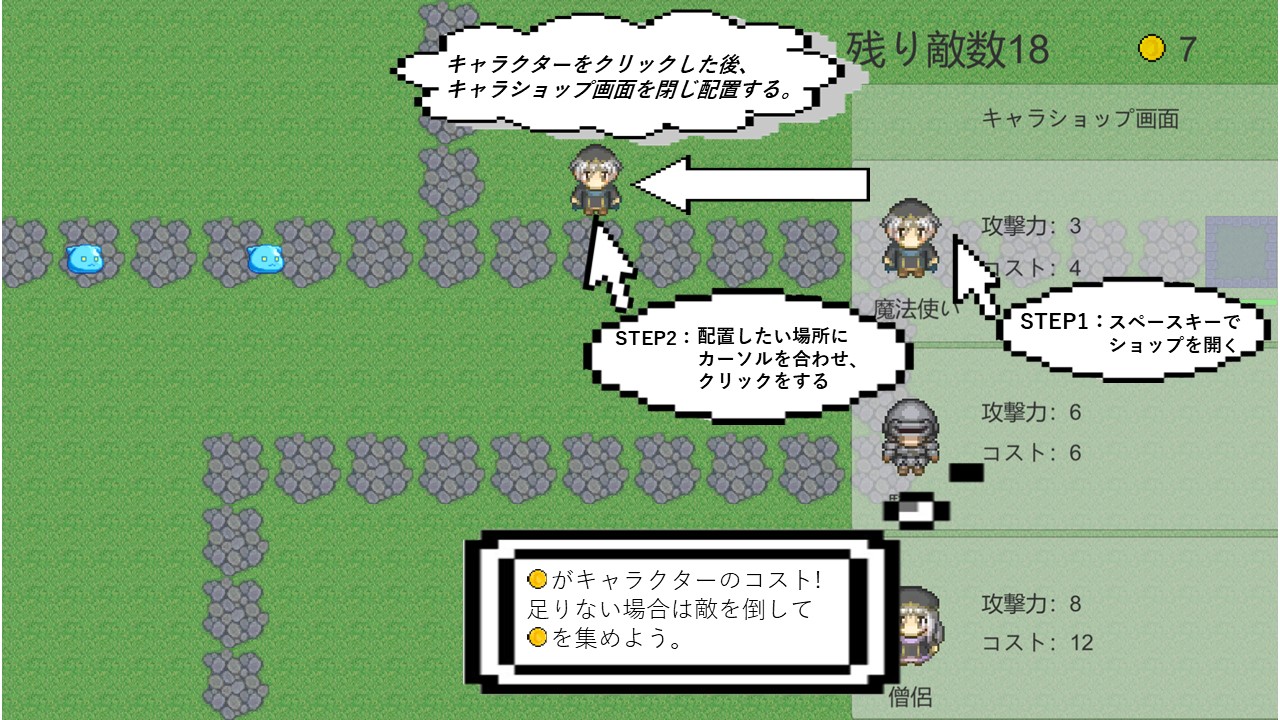 キャラクターをクリックした後、
キャラショップ画面を閉じ配置する。
残り敵数18
7
キャラショップ画面
攻撃力: 3
コスト: 4
魔法使い
STEP1：スペースキーで
ショップを開く
STEP2：配置したい場所に
カーソルを合わせ、
クリックをする
攻撃力: 6
コスト: 6
がキャラクターのコスト!
足りない場合は敵を倒して
を集めよう。
攻撃力: 8
コスト: 12
僧侶